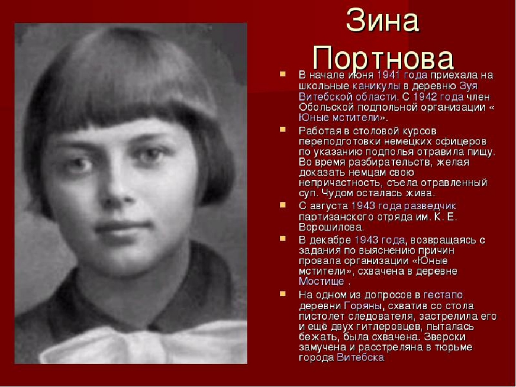 Зина
Портнова
В начале июня 1941 года приехала на
школьные каникулы в деревню Зуя
Витебской области. С 1942 года член
Обольской подпольной организации «
Юные мстители».
Работая в столовой курсов
переподготовки немецких офицеров
по указанию подполья отравила пищу.
Во время разбирательств, желая
доказать немцам свою
непричастность, съела отравленный
суп. Чудом осталась жива.
С августа 1943 года разведчик
партизанского отряда им. К. Е.
Ворошилова.
В декабре 1943 года, возвращаясь с
задания по выяснению причин
провала организации «Юные
мстители», схвачена в деревне
Мостище .
На одном из допросов в гестапо
деревни Горяны, схватив со стола
пистолет следователя, застрелила его
и ещё двух гитлеровцев, пыталась
бежать, была схвачена. Зверски
замучена и расстреляна в тюрьме
города Витебска